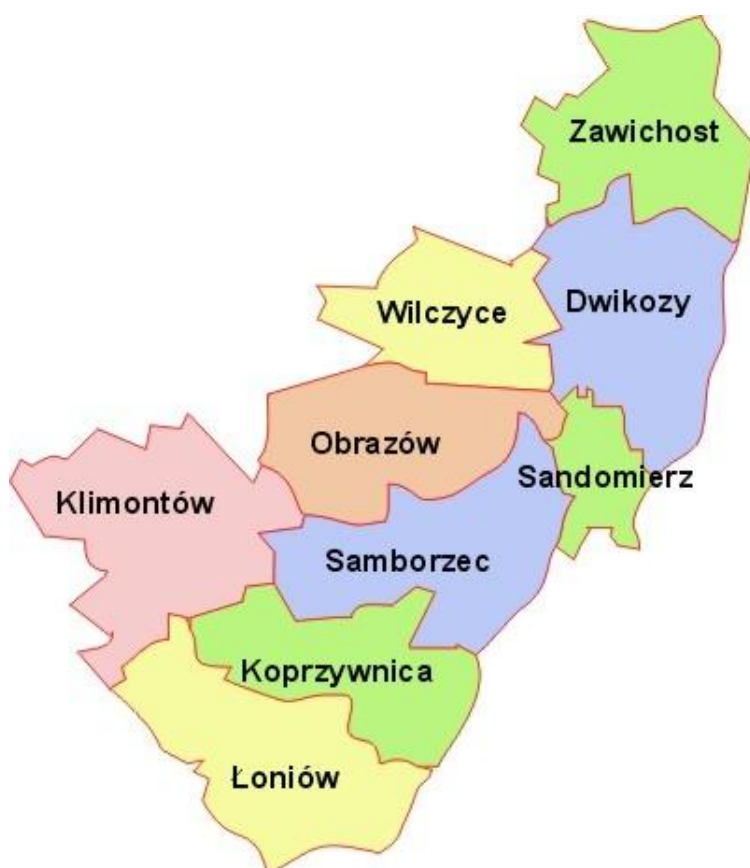 Zawichost
Dwikozy
Wilczyce
Obrazów
Sandomierz
Klimontów
Samborzec
Koprzywnica
Łoniów